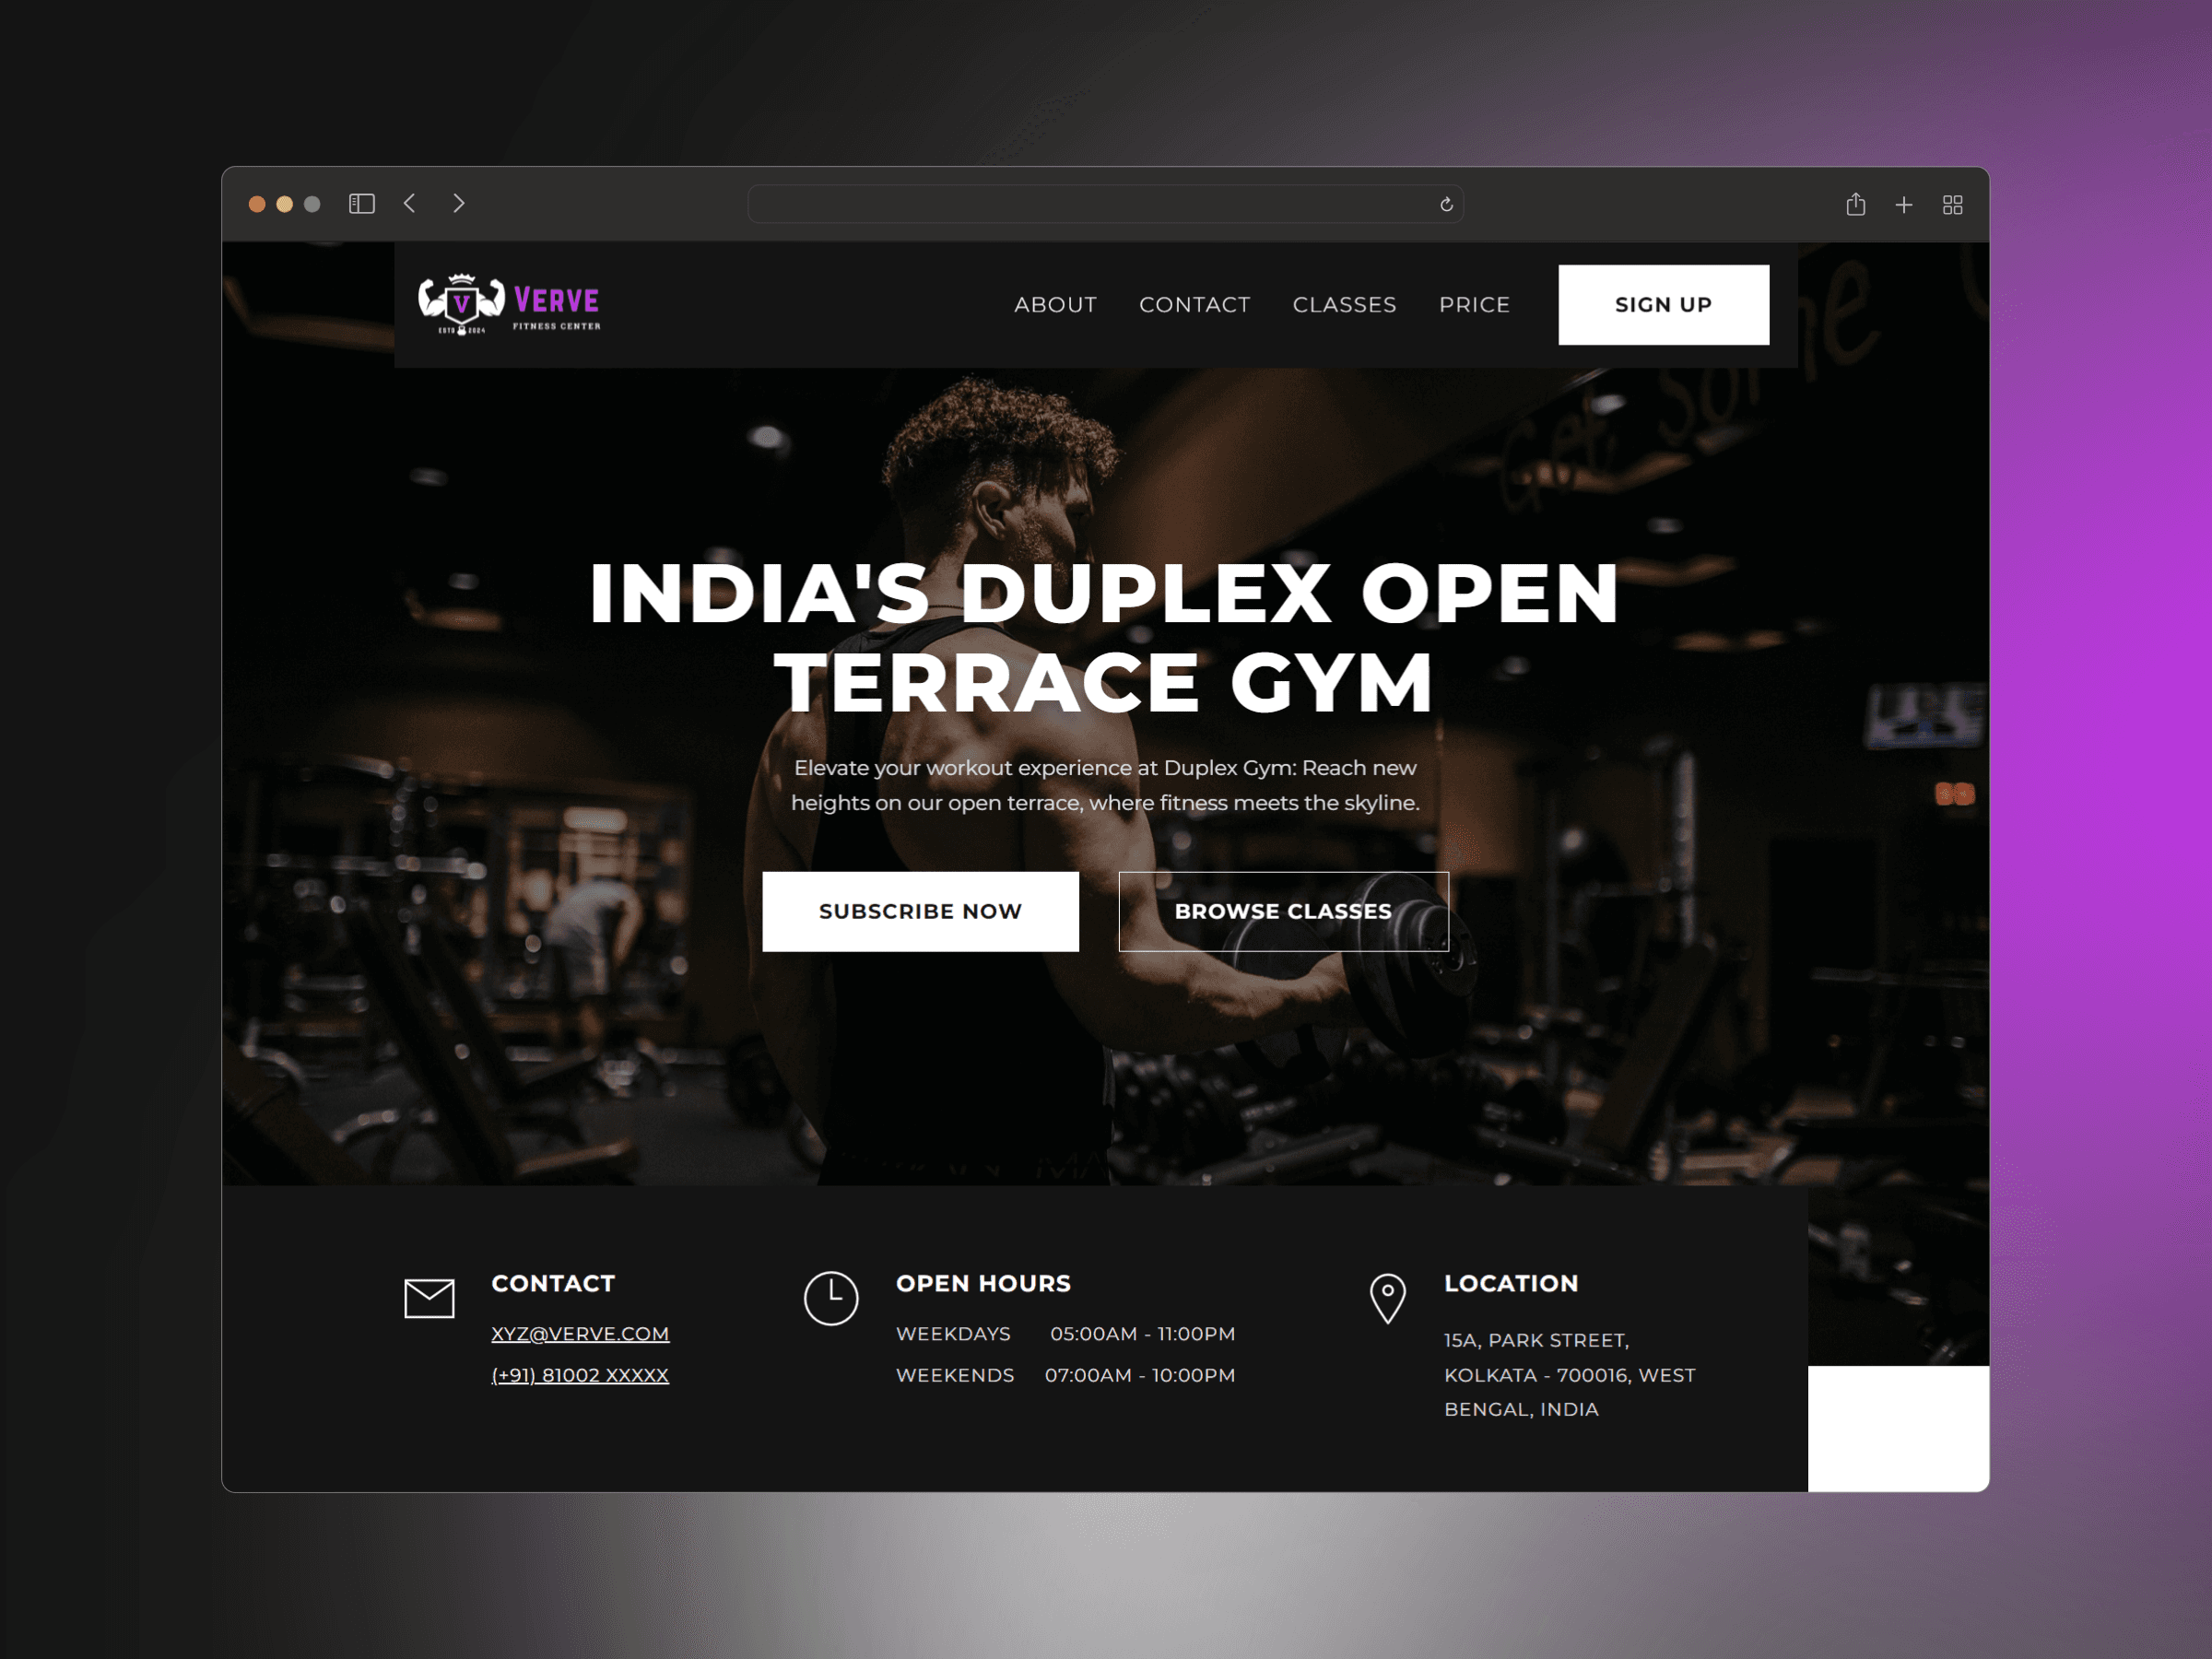 V
ESTD 2024
VERVE
FITNESS CENTER
ABOUT CONTACT CLASSES PRICE SIGN UP
Get Some
INDIA'S DUPLEX OPEN
TERRACE GYM
Elevate your workout experience at Duplex Gym: Reach new
heights on our open terrace, where fitness meets the skyline.
SUBSCRIBE NOW BROWSE CLASSES
CONTACT
XYZ@VERVE.COM
(+91) 81002 XXXXX
OPEN HOURS
WEEKDAYS 05:00AM - 11:00PM
WEEKENDS 07:00AM - 10:00PM
LOCATION
15A, PARK STREET,
KOLKATA - 700016, WEST
BENGAL, INDIA